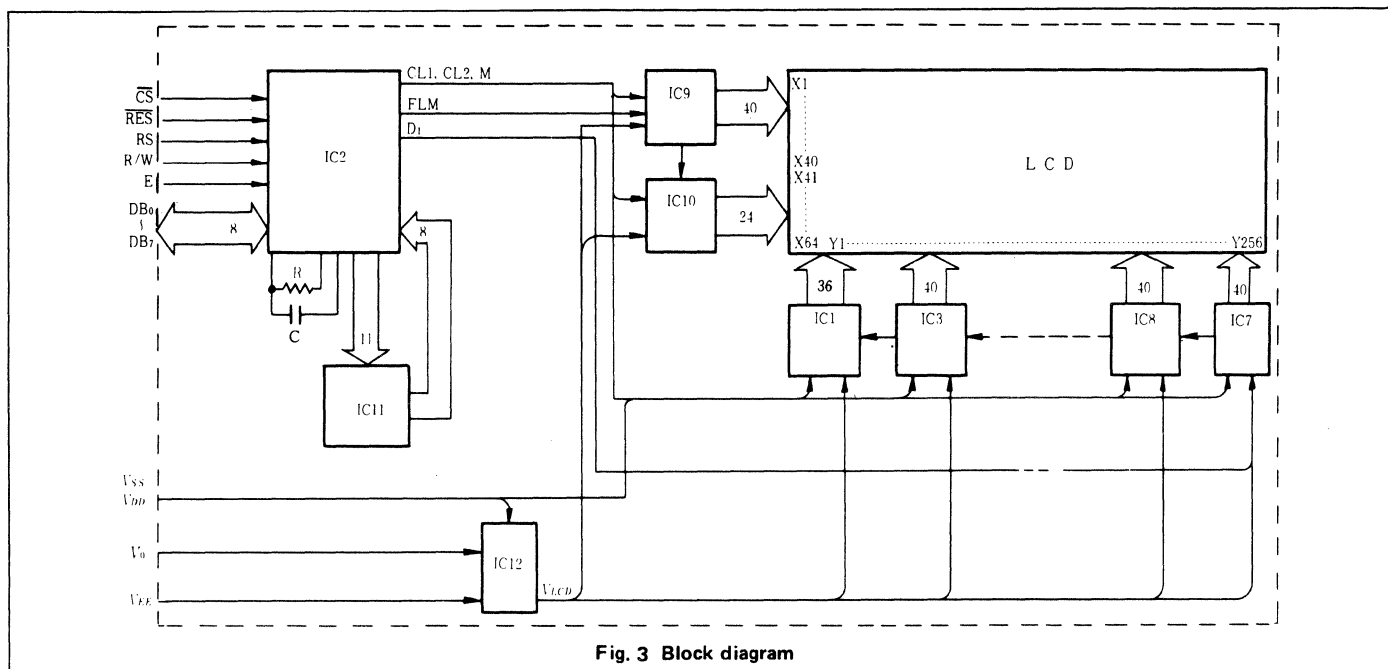 CS
RES
RS
R/W
E
DB0
~
DB7
8
IC2
CL1, CL2, M
FLM
D1
8
R
C
11
IC11
IC9
40
IC10
24
X1
X40
X41
X64 Y1
Y256
LCD
36
40
40
40
IC1
IC3
IC8
IC7
VSS
VDD
V0
VEE
IC12
VLCD
Fig. 3 Block diagram